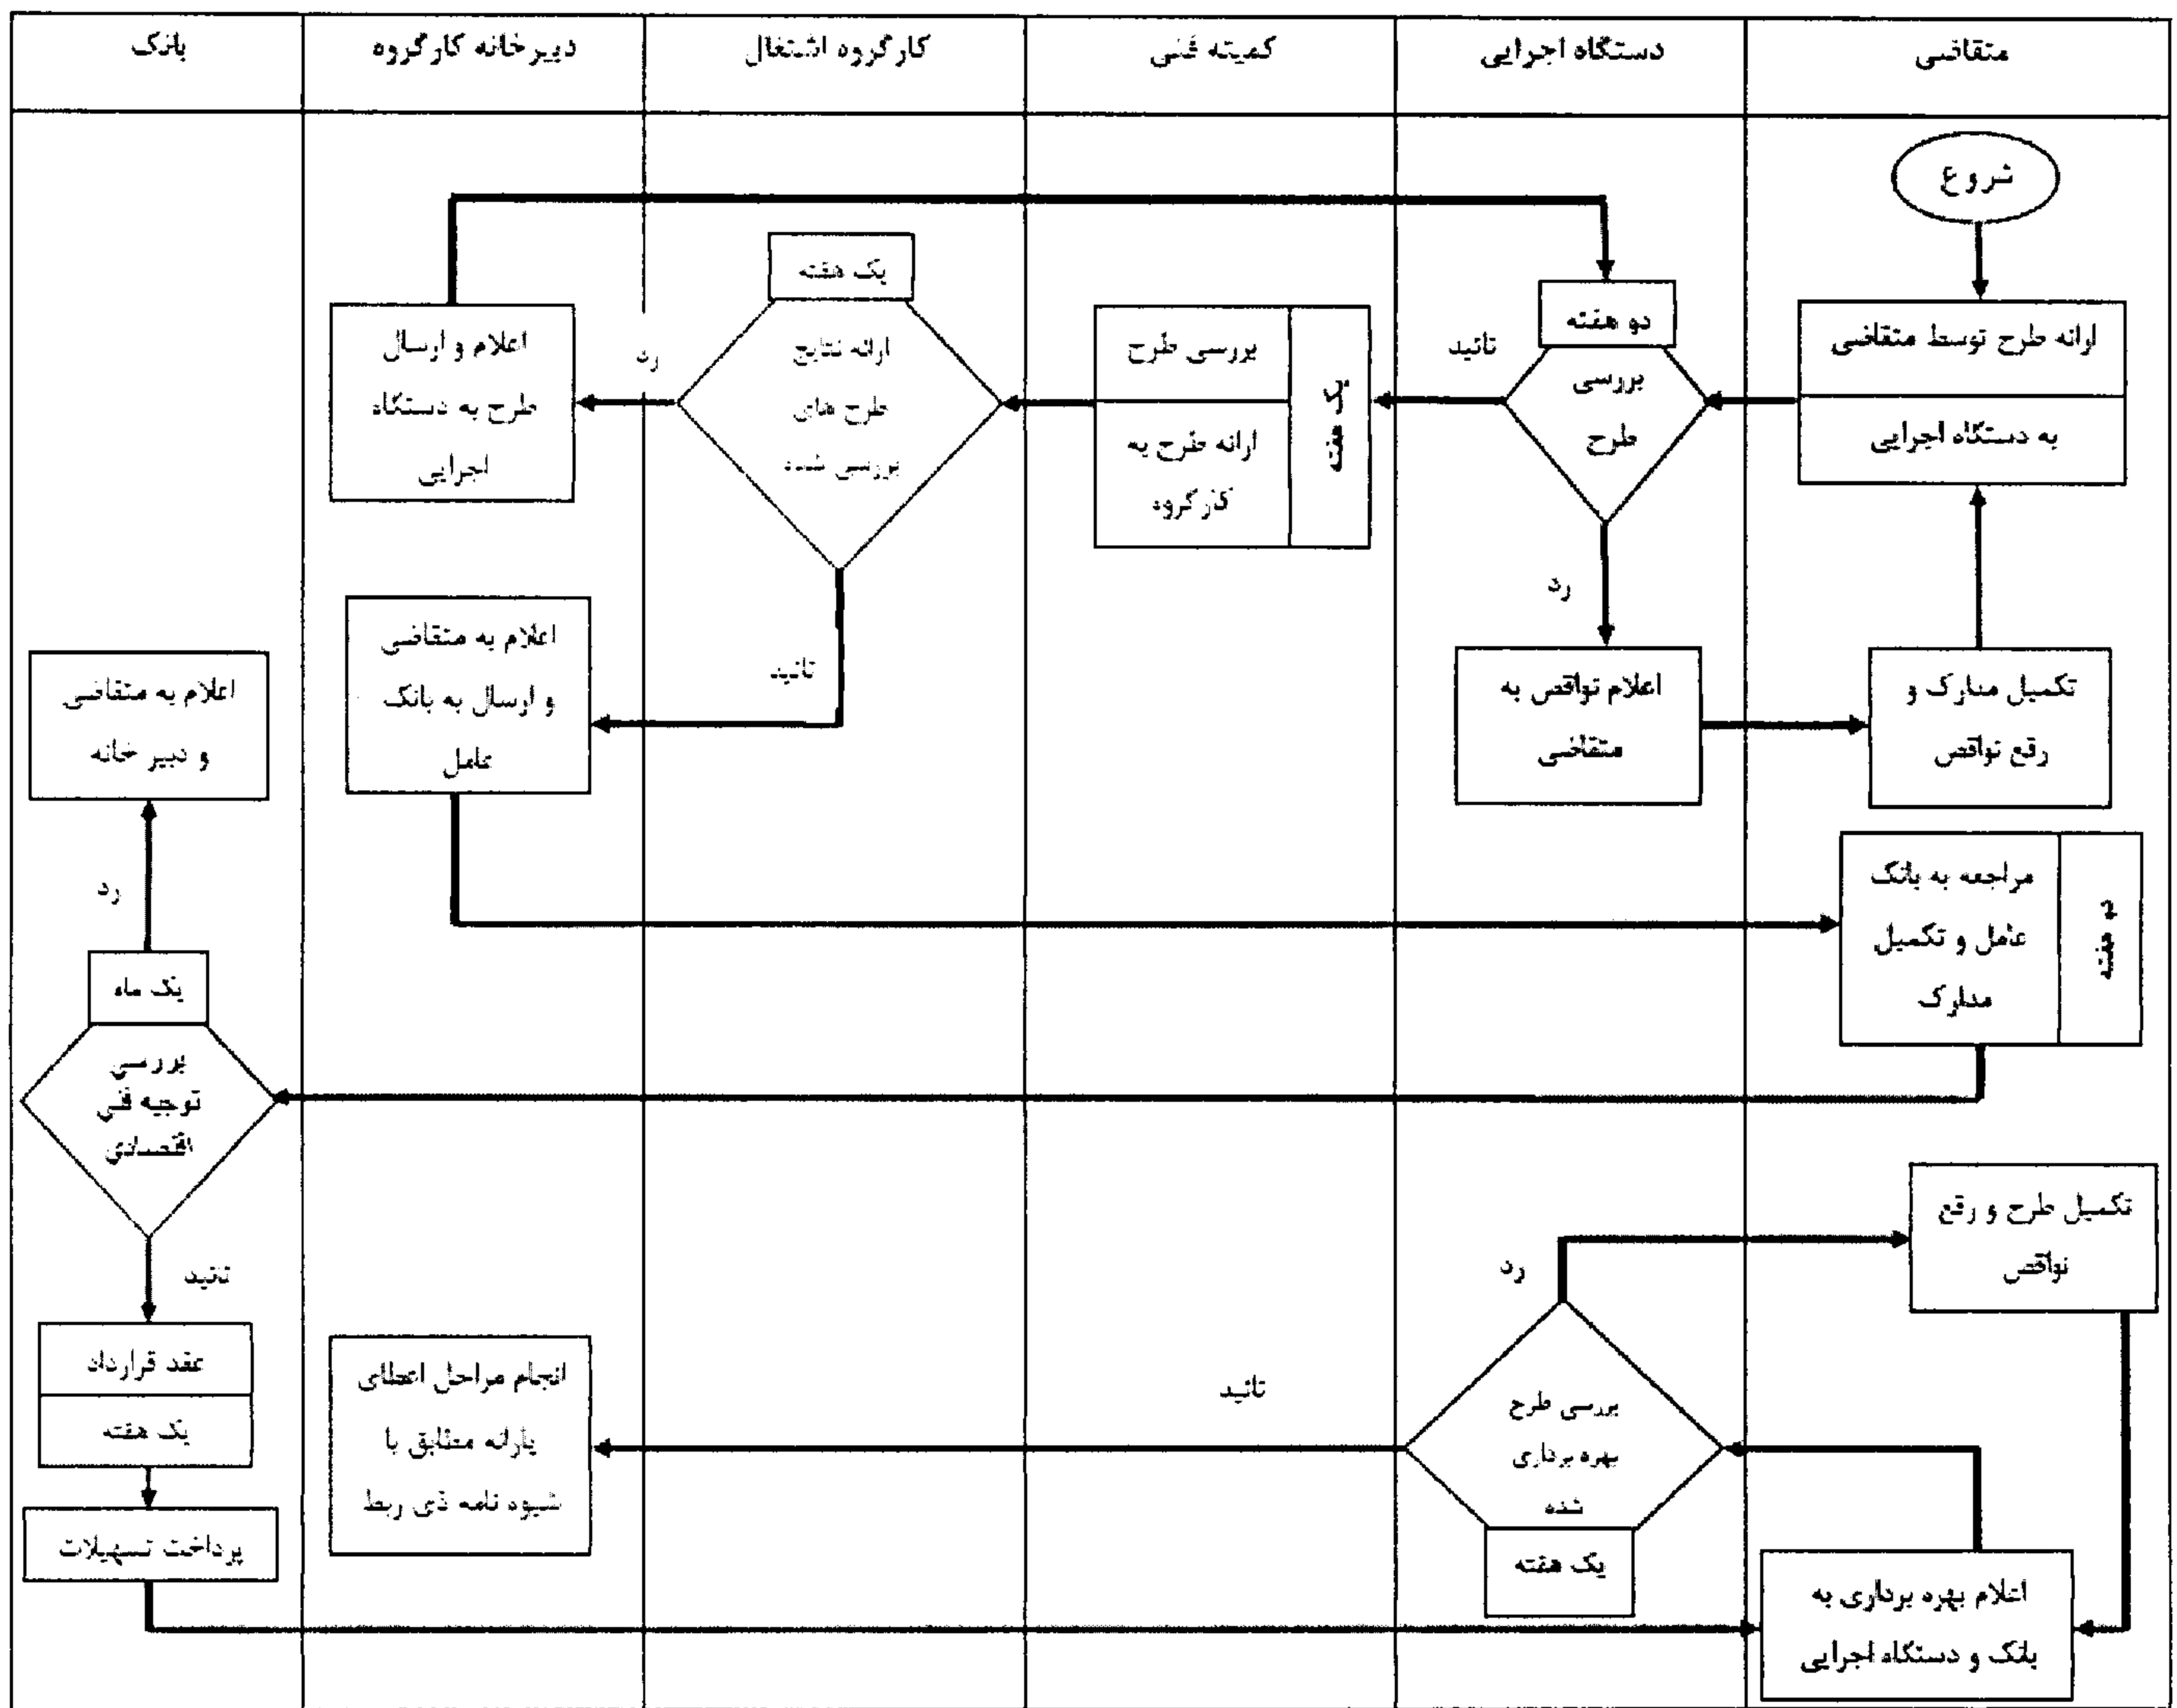 متقاضی
دستگاه اجرایی
کمیته فنی
کارگروه اشتغال
دبیرخانه کارگروه
بانک
شروع
ارائه طرح توسط متقاضی
به دستگاه اجرایی
دو هفته
بررسی
طرح
تائید
رد
یک هفته
بررسی طرح
ارائه طرح به
کارگروه
یک هفته
ارائه نتایج
طرح های
بررسی شده
رد
تائید
اعلام و ارسال
طرح به دستگاه
اجرایی
اعلام نواقص به
متقاضی
تکمیل مدارک و
رفع نواقص
اعلام به متقاضی
و ارسال به بانک
عامل
اعلام به متقاضی
و دبیر خانه
دو هفته
مراجعه به بانک
عامل و تکمیل
مدارک
رد
یک ماه
بررسی
توجیه فنی
اقتصادی
تائید
عقد قرارداد
یک هفته
پرداخت تسهیلات
تکمیل طرح و رفع
نواقص
رد
بررسی طرح
بهره برداری
شده
یک هفته
تائید
انجام مراحل اعطای
یارانه مطابق با
شیوه نامه ذی ربط
اعلام بهره برداری به
بانک و دستگاه اجرایی